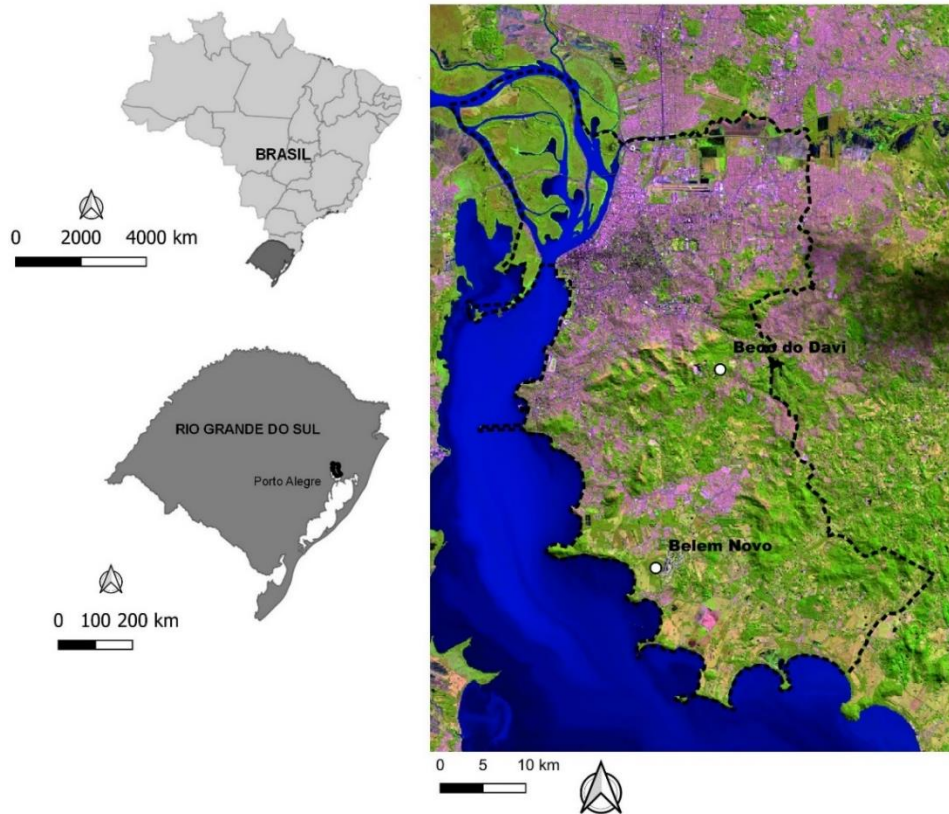 BRASIL
0 2000 4000 km
RIO GRANDE DO SUL
Porto Alegre
0 100 200 km
Beco do Davi
Belem Novo
0 5 10 km